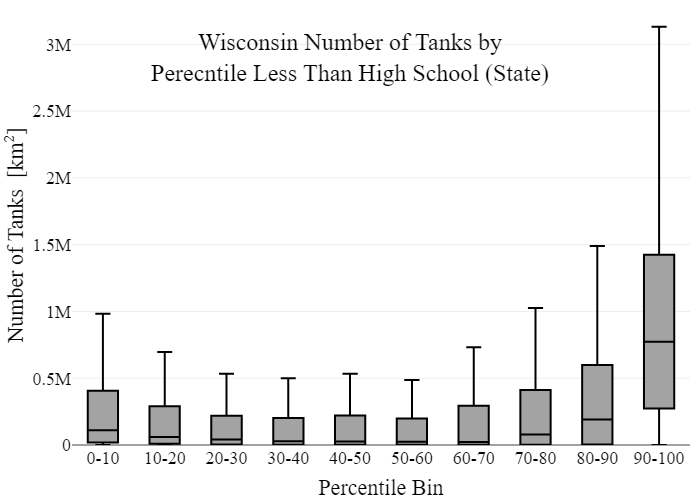 Wisconsin Number of Tanks by
Perecntile Less Than High School (State)
Number of Tanks [km²]
3M
2.5M
2M
1.5M
1M
0.5M
0
0-10 10-20 20-30 30-40 40-50 50-60 60-70 70-80 80-90 90-100
Percentile Bin